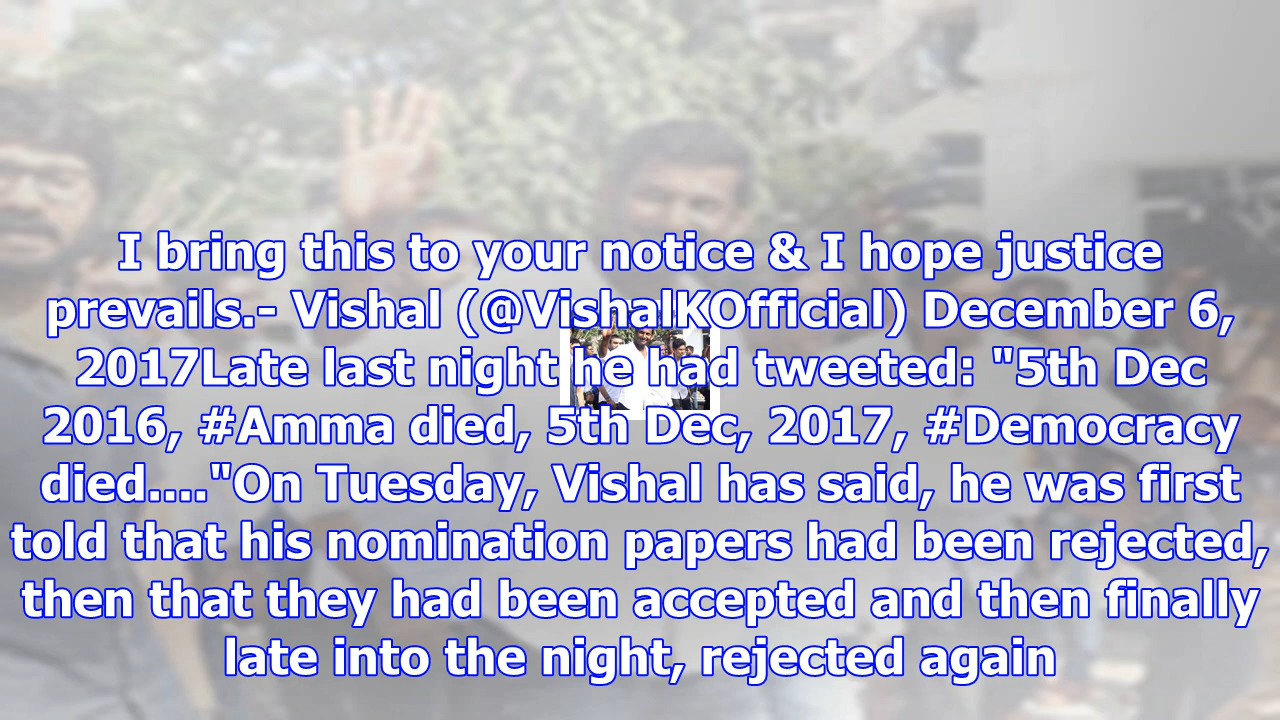 I bring this to your notice & I hope justice
prevails.- Vishal (@VishalKOfficial) December 6,
2017Late last night he had tweeted: "5th Dec
2016, #Amma died, 5th Dec, 2017, #Democracy
died...."On Tuesday, Vishal has said, he was first
told that his nomination papers had been rejected,
then that they had been accepted and then finally
late into the night, rejected again